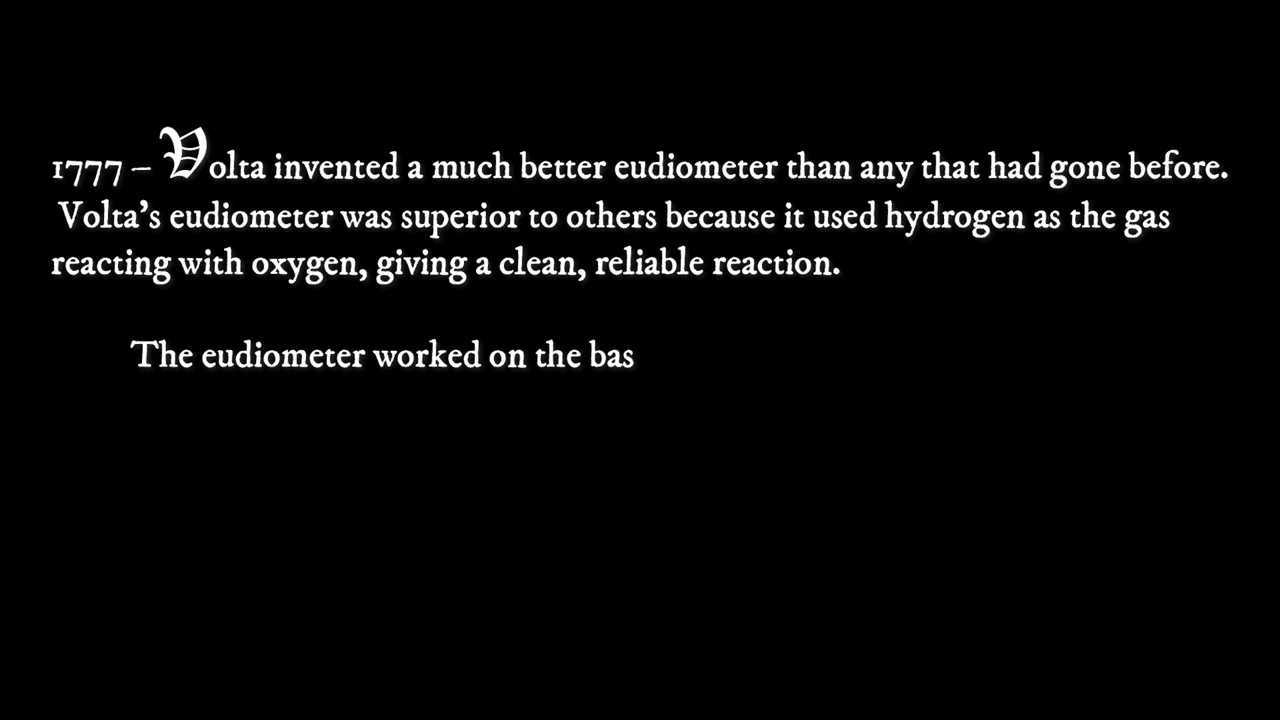 1777 – Volta invented a much better eudiometer than any that had gone before.
Volta's eudiometer was superior to others because it used hydrogen as the gas
reacting with oxygen, giving a clean, reliable reaction.
The eudiometer worked on the bas